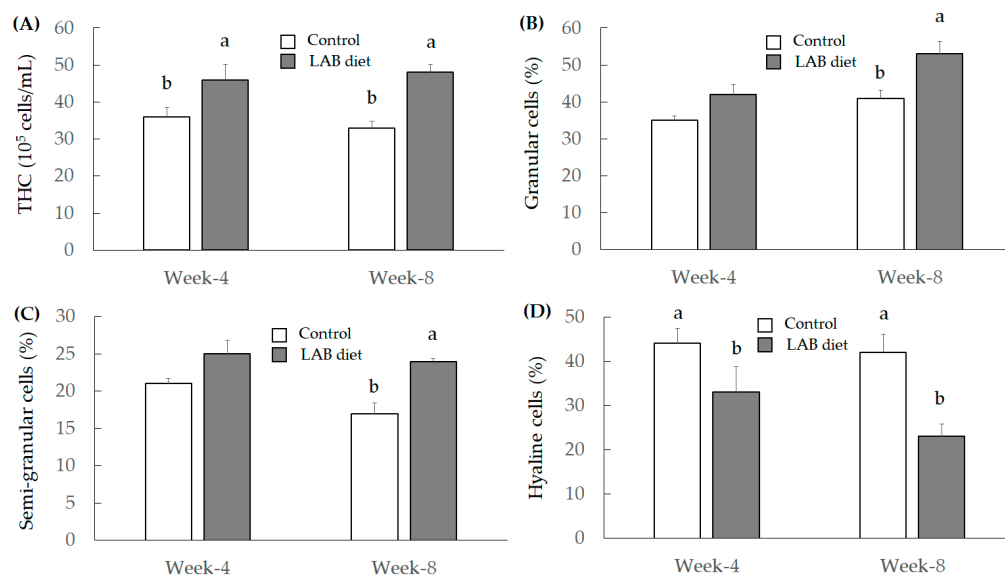 (A)
THC (10⁵ cells/mL)
60
50
40
30
20
10
0
Control
LAB diet
b
a
b
a
Week-4
Week-8
(B)
Granular cells (%)
60
50
40
30
20
10
0
Control
LAB diet
b
a
Week-4
Week-8
(C)
Semi-granular cells (%)
30
25
20
15
10
5
0
Control
LAB diet
b
a
Week-4
Week-8
(D)
Hyaline cells (%)
50
40
30
20
10
0
Control
LAB diet
a
b
a
b
Week-4
Week-8